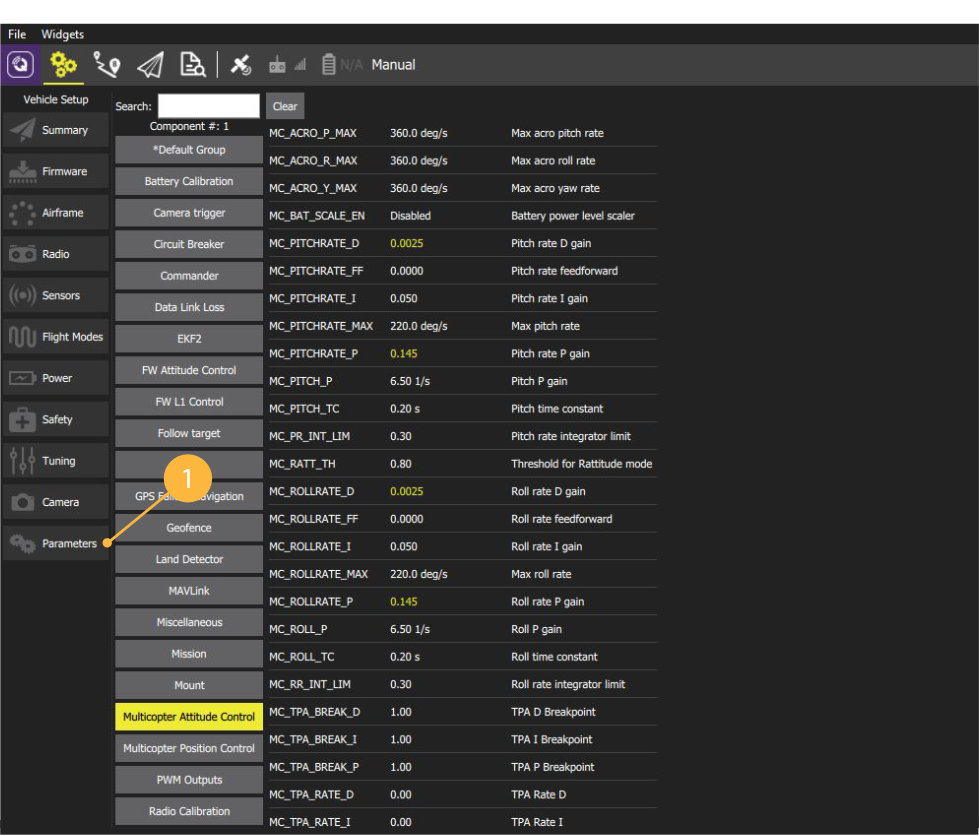 File Widgets
N/A Manual
Vehicle Setup
Summary
Firmware
Airframe
Radio
Sensors
Flight Modes
Power
Safety
Tuning
Camera
Parameters
Search: Clear
Component #: 1
*Default Group
Battery Calibration
Camera trigger
Circuit Breaker
Commander
Data Link Loss
EKF2
FW Attitude Control
FW L1 Control
Follow target
1
GPS
Geofence
Land Detector
MAVLink
Miscellaneous
Mission
Mount
Multicopter Attitude Control
Multicopter Position Control
PWM Outputs
Radio Calibration
MC_ACRO_P_MAX 360.0 deg/s Max acro pitch rate
MC_ACRO_R_MAX 360.0 deg/s Max acro roll rate
MC_ACRO_Y_MAX 360.0 deg/s Max acro yaw rate
MC_BAT_SCALE_EN Disabled Battery power level scaler
MC_PITCHRATE_D 0.0025 Pitch rate D gain
MC_PITCHRATE_FF 0.0000 Pitch rate feedforward
MC_PITCHRATE_I 0.050 Pitch rate I gain
MC_PITCHRATE_MAX 220.0 deg/s Max pitch rate
MC_PITCHRATE_P 0.145 Pitch rate P gain
MC_PITCH_P 6.50 1/s Pitch P gain
MC_PITCH_TC 0.20 s Pitch time constant
MC_PR_INT_LIM 0.30 Pitch rate integrator limit
MC_RATT_TH 0.80 Threshold for Rattitude mode
MC_ROLLRATE_D 0.0025 Roll rate D gain
MC_ROLLRATE_FF 0.0000 Roll rate feedforward
MC_ROLLRATE_I 0.050 Roll rate I gain
MC_ROLLRATE_MAX 220.0 deg/s Max roll rate
MC_ROLLRATE_P 0.145 Roll rate P gain
MC_ROLL_P 6.50 1/s Roll P gain
MC_ROLL_TC 0.20 s Roll time constant
MC_RR_INT_LIM 0.30 Roll rate integrator limit
MC_TPA_BREAK_D 1.00 TPA D Breakpoint
MC_TPA_BREAK_I 1.00 TPA I Breakpoint
MC_TPA_BREAK_P 1.00 TPA P Breakpoint
MC_TPA_RATE_D 0.00 TPA Rate D
MC_TPA_RATE_I 0.00 TPA Rate I